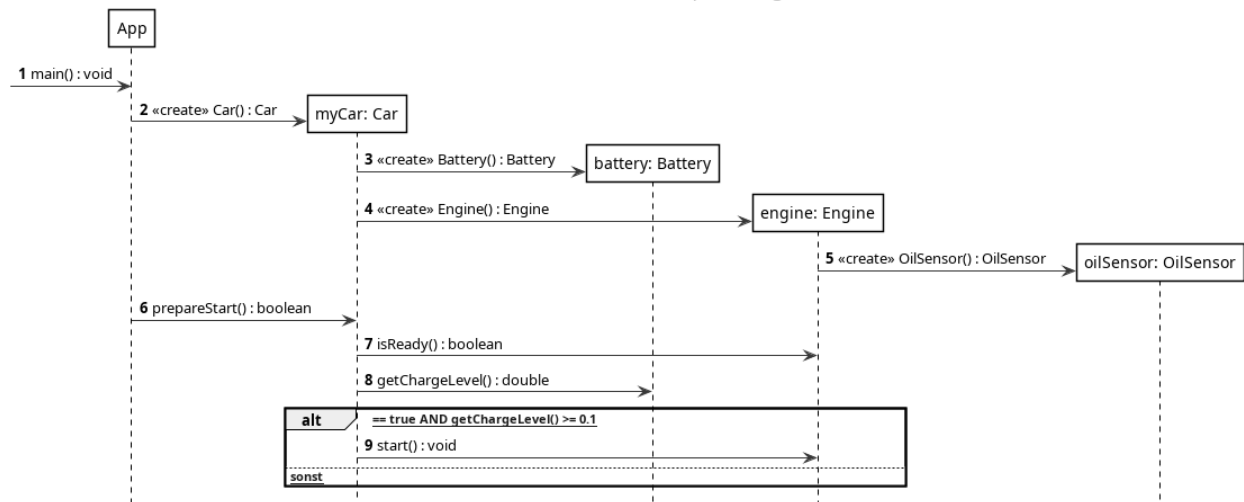 App
1 main() : void
2 «create» Car() : Car
myCar: Car
3 «create» Battery() : Battery
battery: Battery
4 «create» Engine() : Engine
engine: Engine
5 «create» OilSensor() : OilSensor
oilSensor: OilSensor
6 prepareStart() : boolean
7 isReady() : boolean
8 getChargeLevel() : double
alt == true AND getChargeLevel() >= 0.1
9 start() : void
sonst